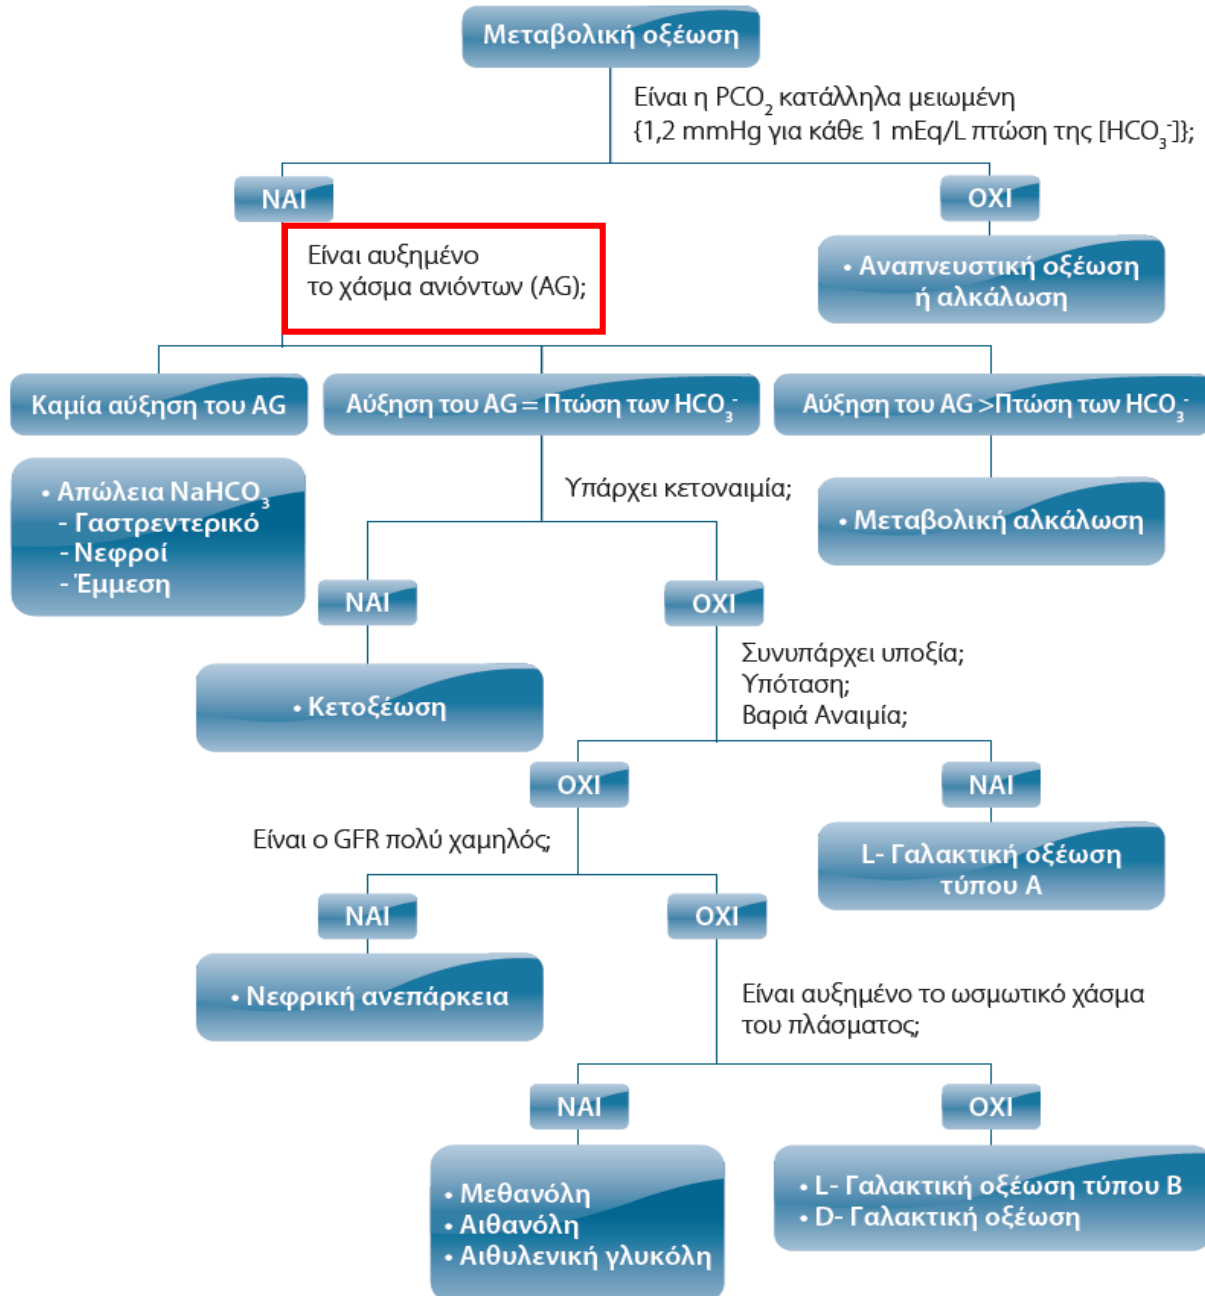 Μεταβολική οξέωση
Είναι η PCO₂ κατάλληλα μειωμένη
{1,2 mmHg για κάθε 1 mEq/L πτώση της [HCO₃⁻]};
ΝΑΙ
ΟΧΙ
Είναι αυξημένο
το χάσμα ανιόντων (AG);
• Αναπνευστική οξέωση
ή αλκάλωση
Καμία αύξηση του AG
Αύξηση του AG = Πτώση των HCO₃⁻
Αύξηση του AG >Πτώση των HCO₃⁻
• Απώλεια NaHCO₃
- Γαστρεντερικό
- Νεφροί
- Έμμεση
Υπάρχει κετοναιμία;
• Μεταβολική αλκάλωση
ΝΑΙ
ΟΧΙ
• Κετοξέωση
Συνυπάρχει υποξία;
Υπόταση;
Βαριά Αναιμία;
ΟΧΙ
ΝΑΙ
Είναι ο GFR πολύ χαμηλός;
L- Γαλακτική οξέωση
τύπου Α
ΝΑΙ
ΟΧΙ
• Νεφρική ανεπάρκεια
Είναι αυξημένο το ωσμωτικό χάσμα
του πλάσματος;
ΝΑΙ
ΟΧΙ
• Μεθανόλη
• Αιθανόλη
• Αιθυλενική γλυκόλη
• L- Γαλακτική οξέωση τύπου Β
• D- Γαλακτική οξέωση